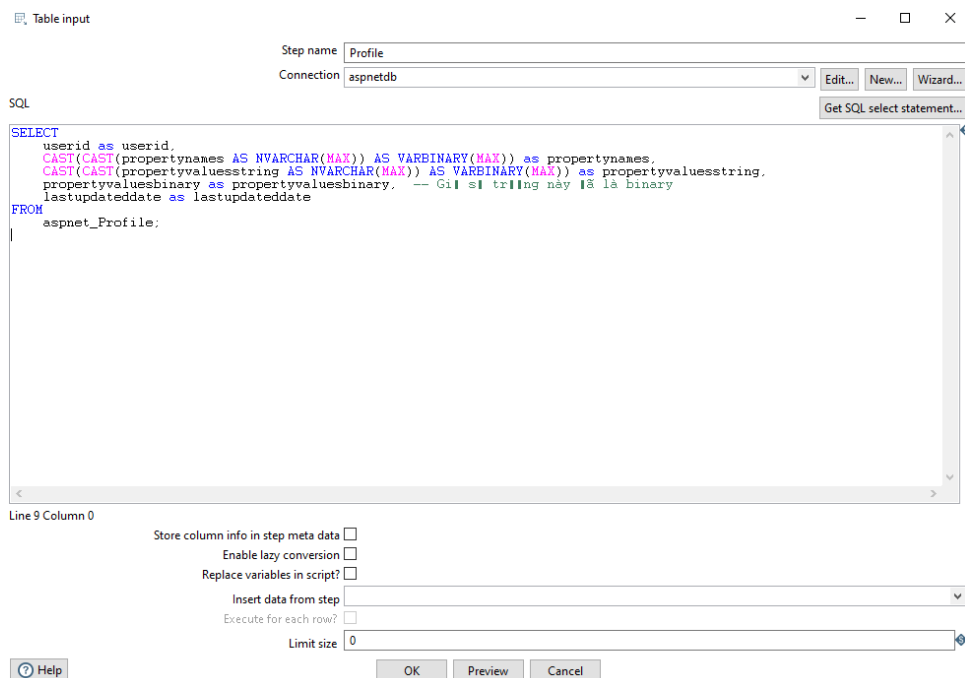 Table input
Step name Profile
Connection aspnetdb Edit... New... Wizard...
SQL Get SQL select statement...
SELECT
userid as userid,
CAST(CAST(propertynames AS NVARCHAR(MAX)) AS VARBINARY(MAX)) as propertynames,
CAST(CAST(propertyvaluesstring AS NVARCHAR(MAX)) AS VARBINARY(MAX)) as propertyvaluesstring,
propertyvaluesbinary as propertyvaluesbinary, -- này là binary
lastupdateddate as lastupdateddate
FROM
aspnet_Profile;
Line 9 Column 0
Store column info in step meta data
Enable lazy conversion
Replace variables in script?
Insert data from step
Execute for each row?
Limit size 0
Help OK Preview Cancel